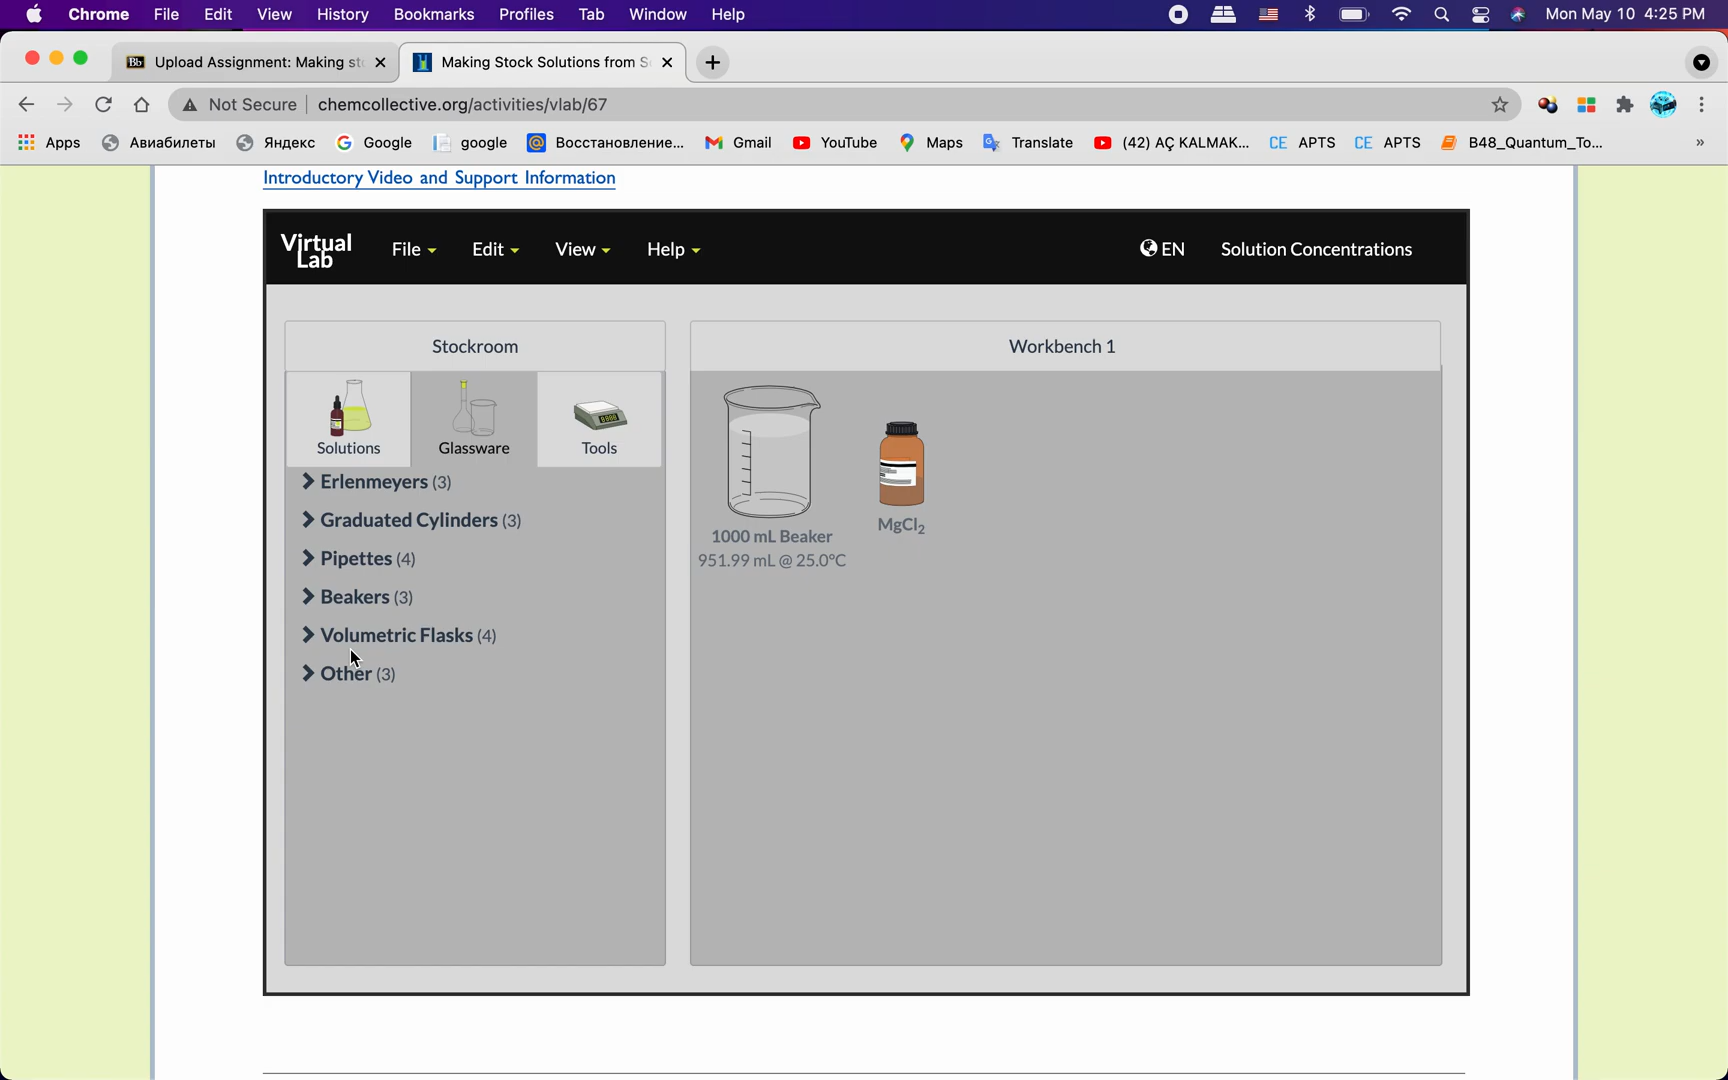 Chrome File Edit View History Bookmarks Profiles Tab Window Help Mon May 10 4:25 PM
Bb Upload Assignment: Making st Making Stock Solutions from S
Not Secure chemcollective.org/activities/vlab/67
Apps Авиабилеты Яндекс Google google Восстановление... Gmail YouTube Maps Translate (42) AÇ KALMAK... CE APTS CE APTS B48_Quantum_To... »
Introductory Video and Support Information
Virtual Lab File Edit View Help EN Solution Concentrations
Stockroom Workbench 1
Solutions Glassware Tools
Erlenmeyers (3)
Graduated Cylinders (3)
Pipettes (4)
Beakers (3)
Volumetric Flasks (4)
Other (3)
1000 mL Beaker
951.99 mL @ 25.0°C
MgCl₂